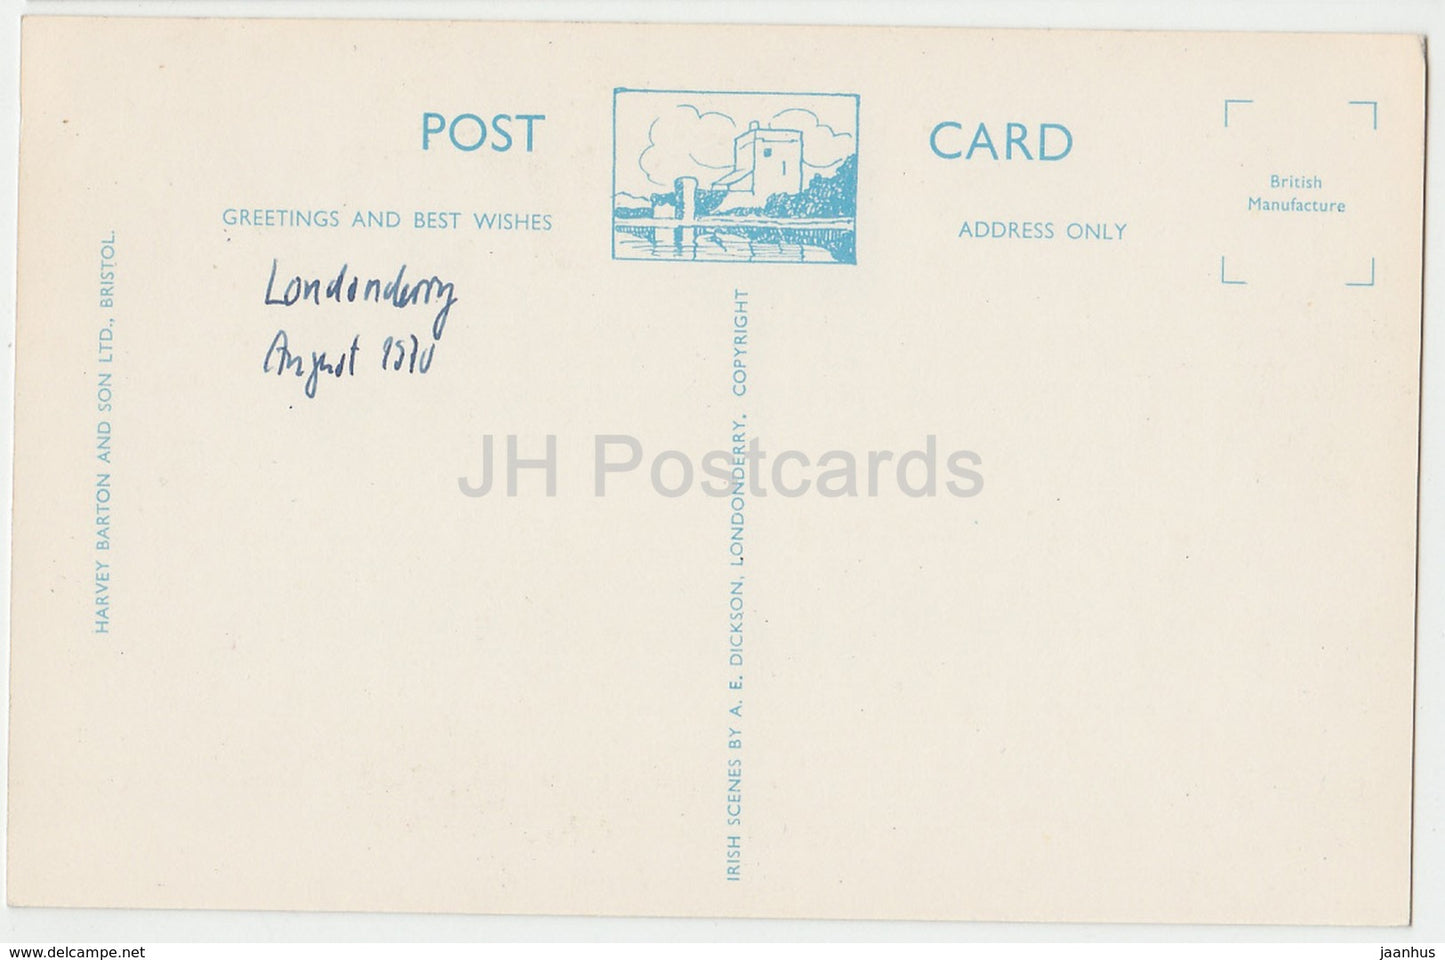 POST CARD
GREETINGS AND BEST WISHES
ADDRESS ONLY
British
Manufacture
Londonderry
August 1970
HARVEY BARTON AND SON LTD., BRISTOL.
IRISH SCENES BY A. E. DICKSON, LONDONDERRY. COPYRIGHT
JH Postcards
www.delcampe.net
jaanhus